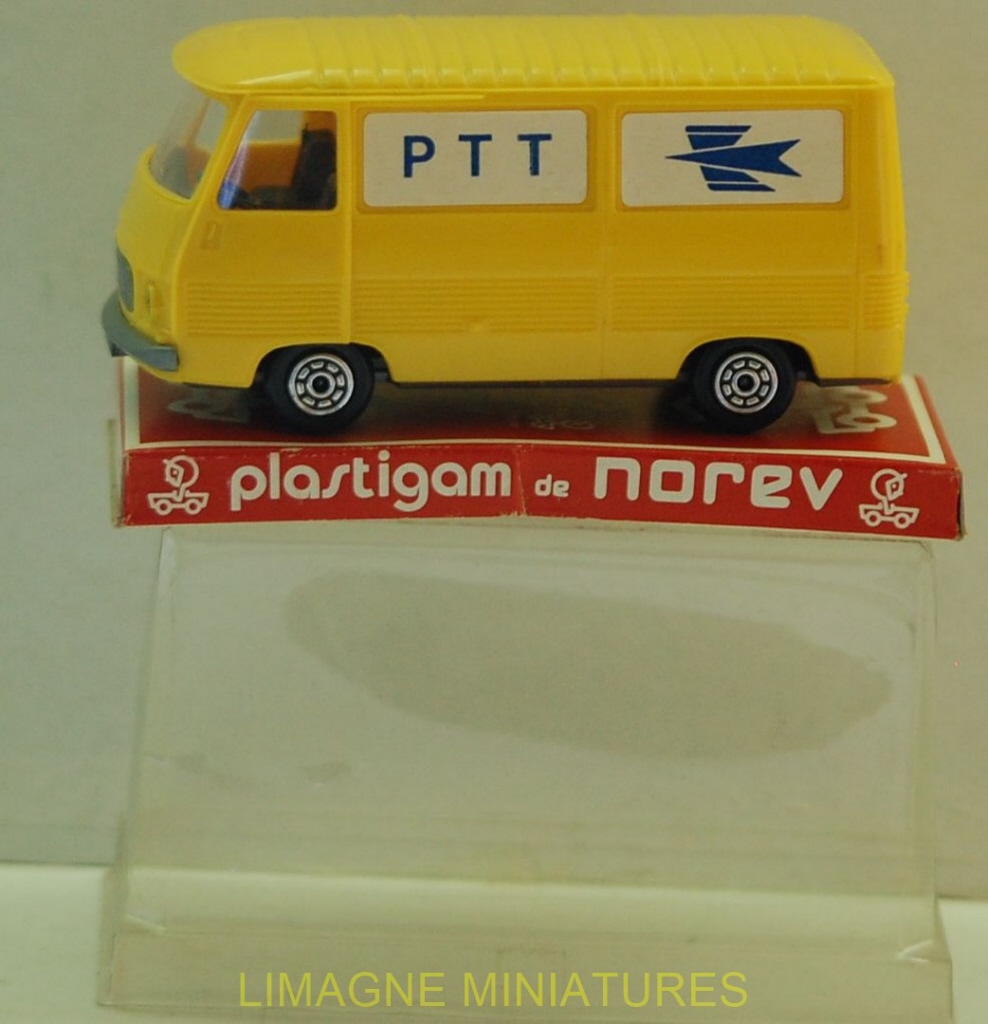 PTT
plastigam de norev
LIMAGNE MINIATURES